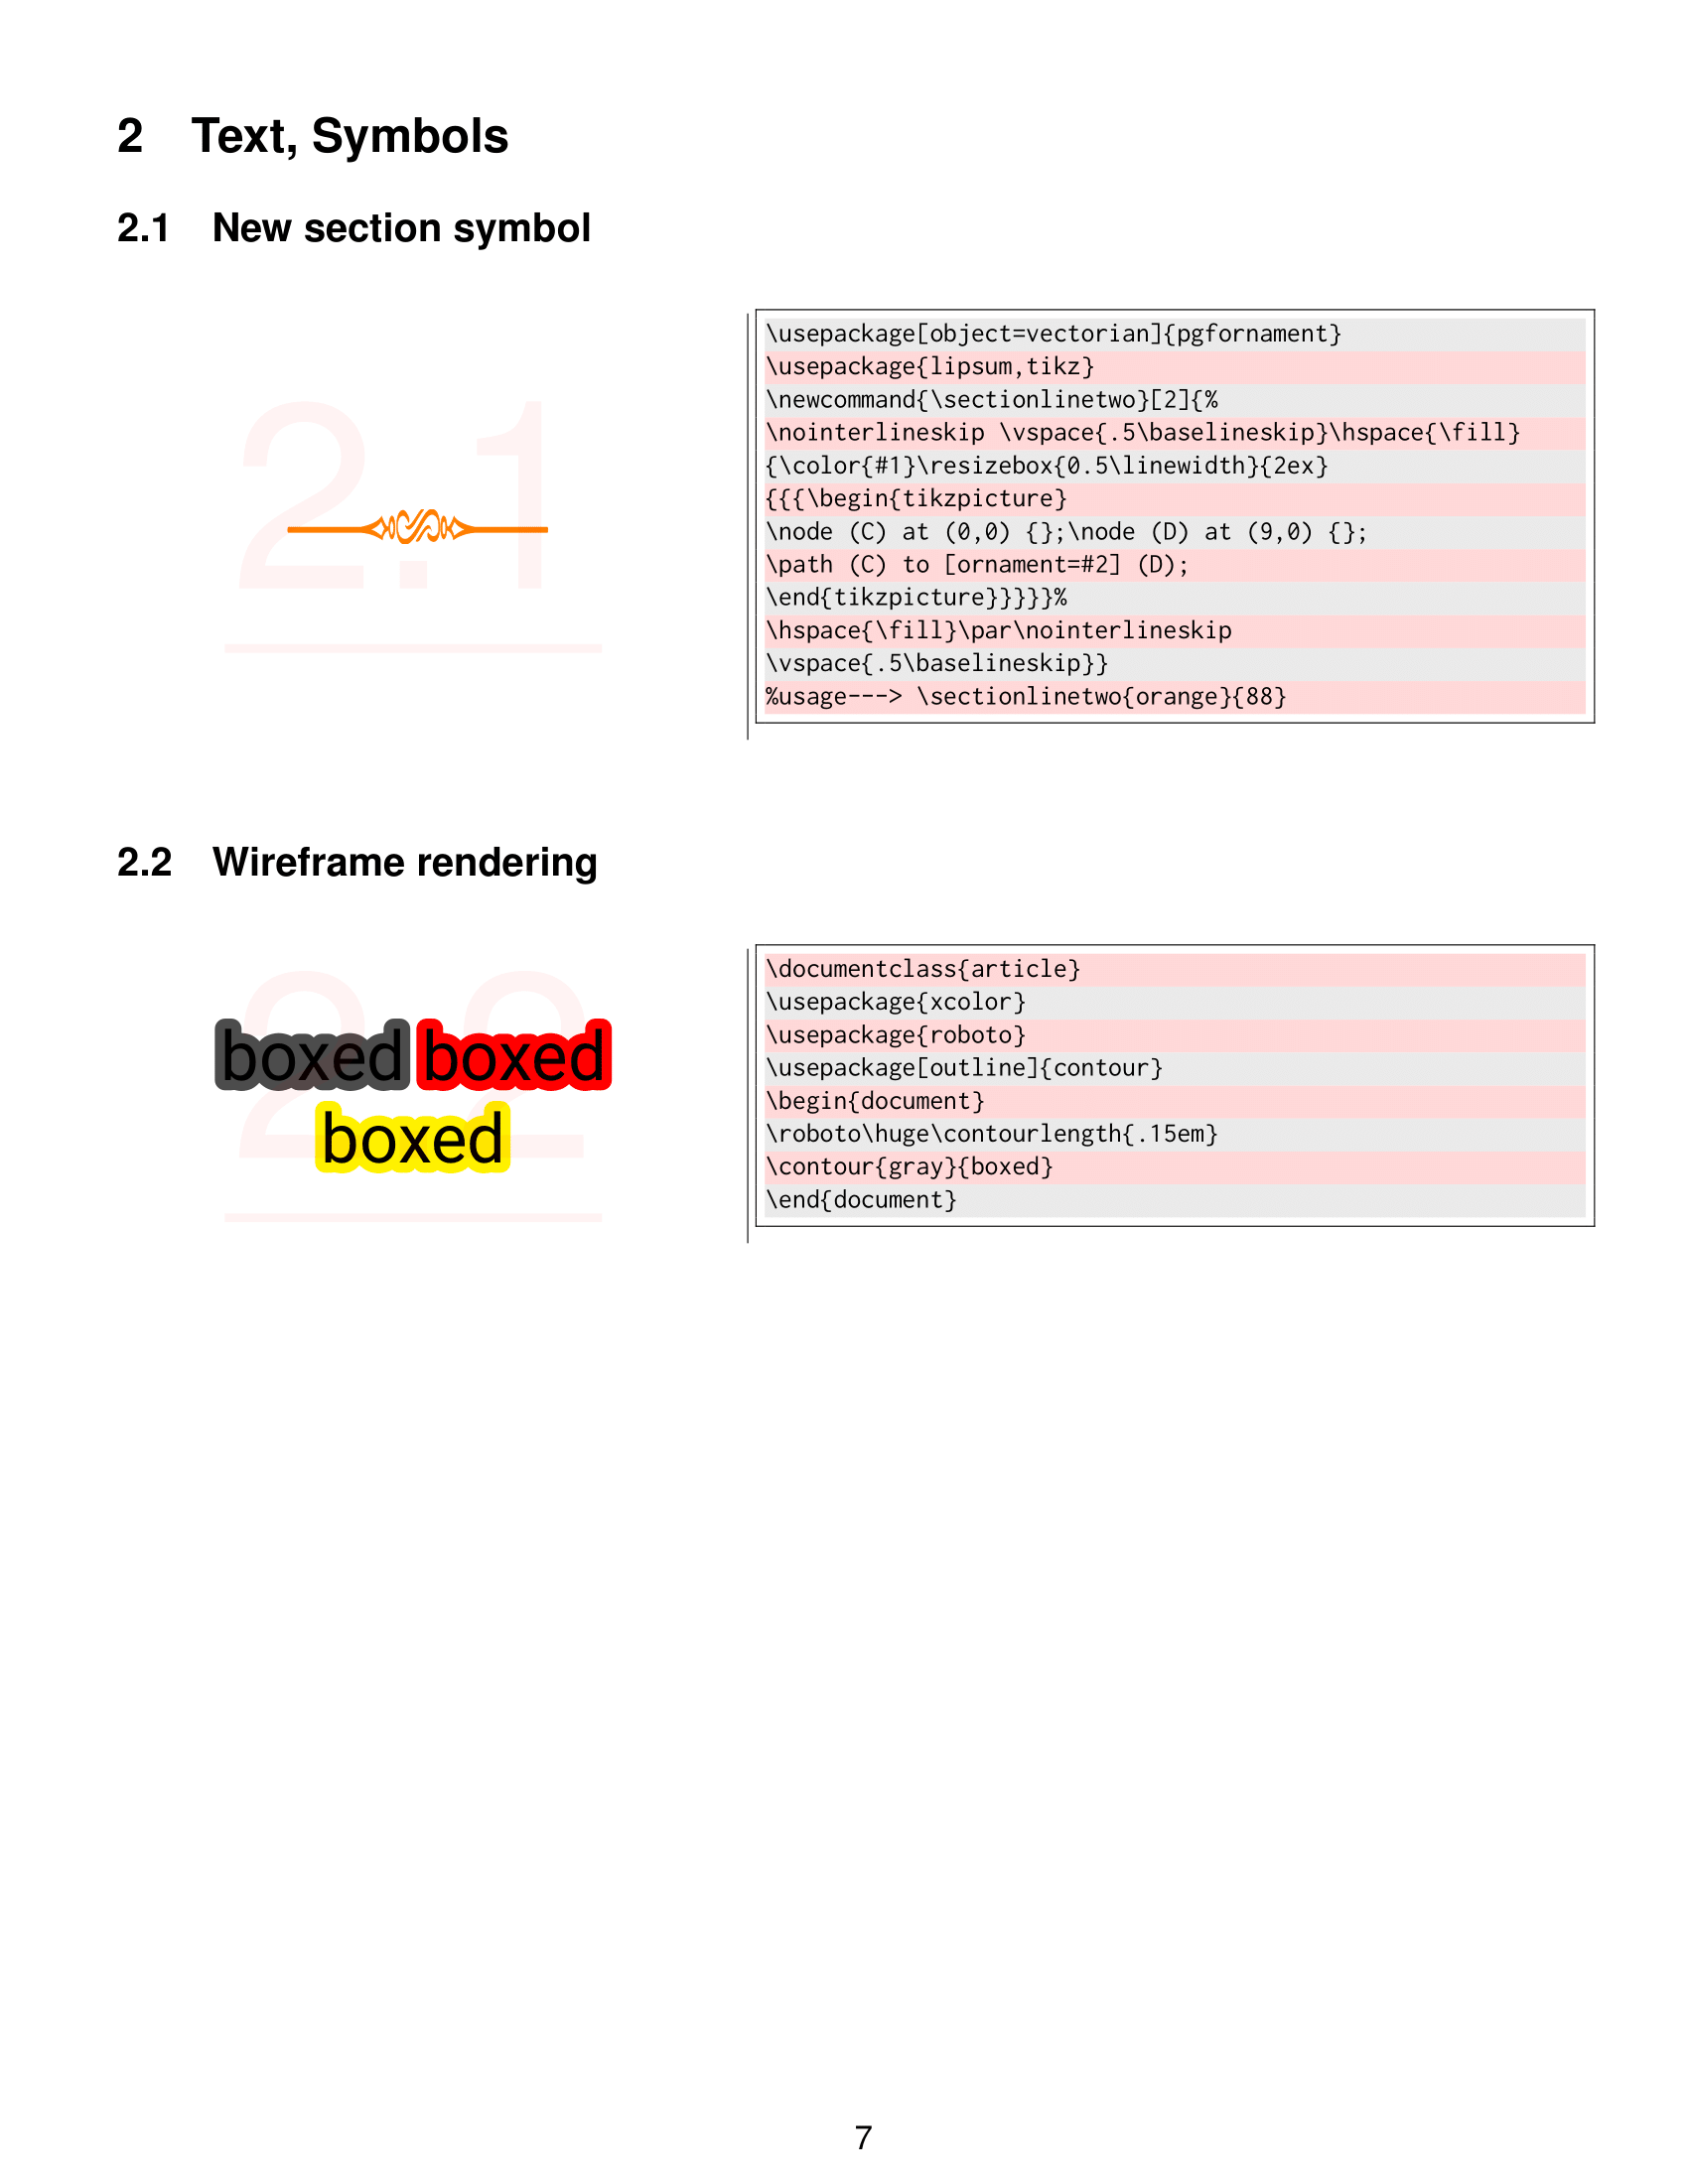 2 Text, Symbols
2.1 New section symbol
2.1
\usepackage[object=vectorian]{pgfornament}
\usepackage{lipsum,tikz}
\newcommand{\sectionlinetwo}[2]{%
\nointerlineskip \vspace{.5\baselineskip}\hspace{\fill}
{\color{#1}\resizebox{0.5\linewidth}{2ex}
{{{\begin{tikzpicture}
\node (C) at (0,0) {};\node (D) at (9,0) {};
\path (C) to [ornament=#2] (D);
\end{tikzpicture}}}}}%
\hspace{\fill}\par\nointerlineskip
\vspace{.5\baselineskip}}
%usage---> \sectionlinetwo{orange}{88}
2.2 Wireframe rendering
2.2
boxed boxed
boxed
\documentclass{article}
\usepackage{xcolor}
\usepackage{roboto}
\usepackage[outline]{contour}
\begin{document}
\roboto\huge\contourlength{.15em}
\contour{gray}{boxed}
\end{document}
7